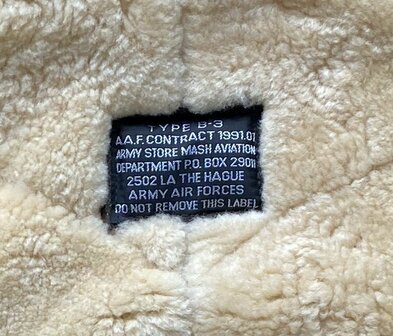 TYPE B-3
A.A.F. CONTRACT 1991.01
ARMY STORE MASH AVIATION
DEPARTMENT P.O. BOX 29011
2502 LA THE HAGUE
ARMY AIR FORCES
DO NOT REMOVE THIS LABEL